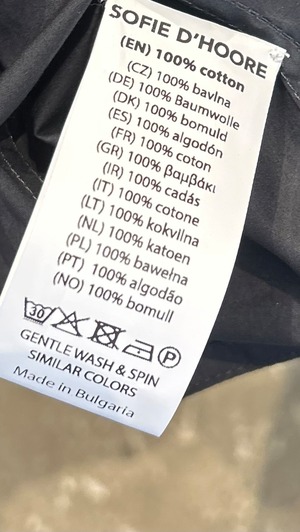 SOFIE D'HOORE
(EN) 100% cotton
(CZ) 100% bavlna
(DE) 100% Baumwolle
(DK) 100% bomuld
(ES) 100% algodón
(FR) 100% coton
(GR) 100% βαμβάκι
(IR) 100% cadás
(IT) 100% cotone
(LT) 100% kokvilna
(NL) 100% katoen
(PL) 100% bawełna
(PT) 100% algodão
(NO) 100% bomull
30 P
GENTLE WASH & SPIN
SIMILAR COLORS
Made in Bulgaria